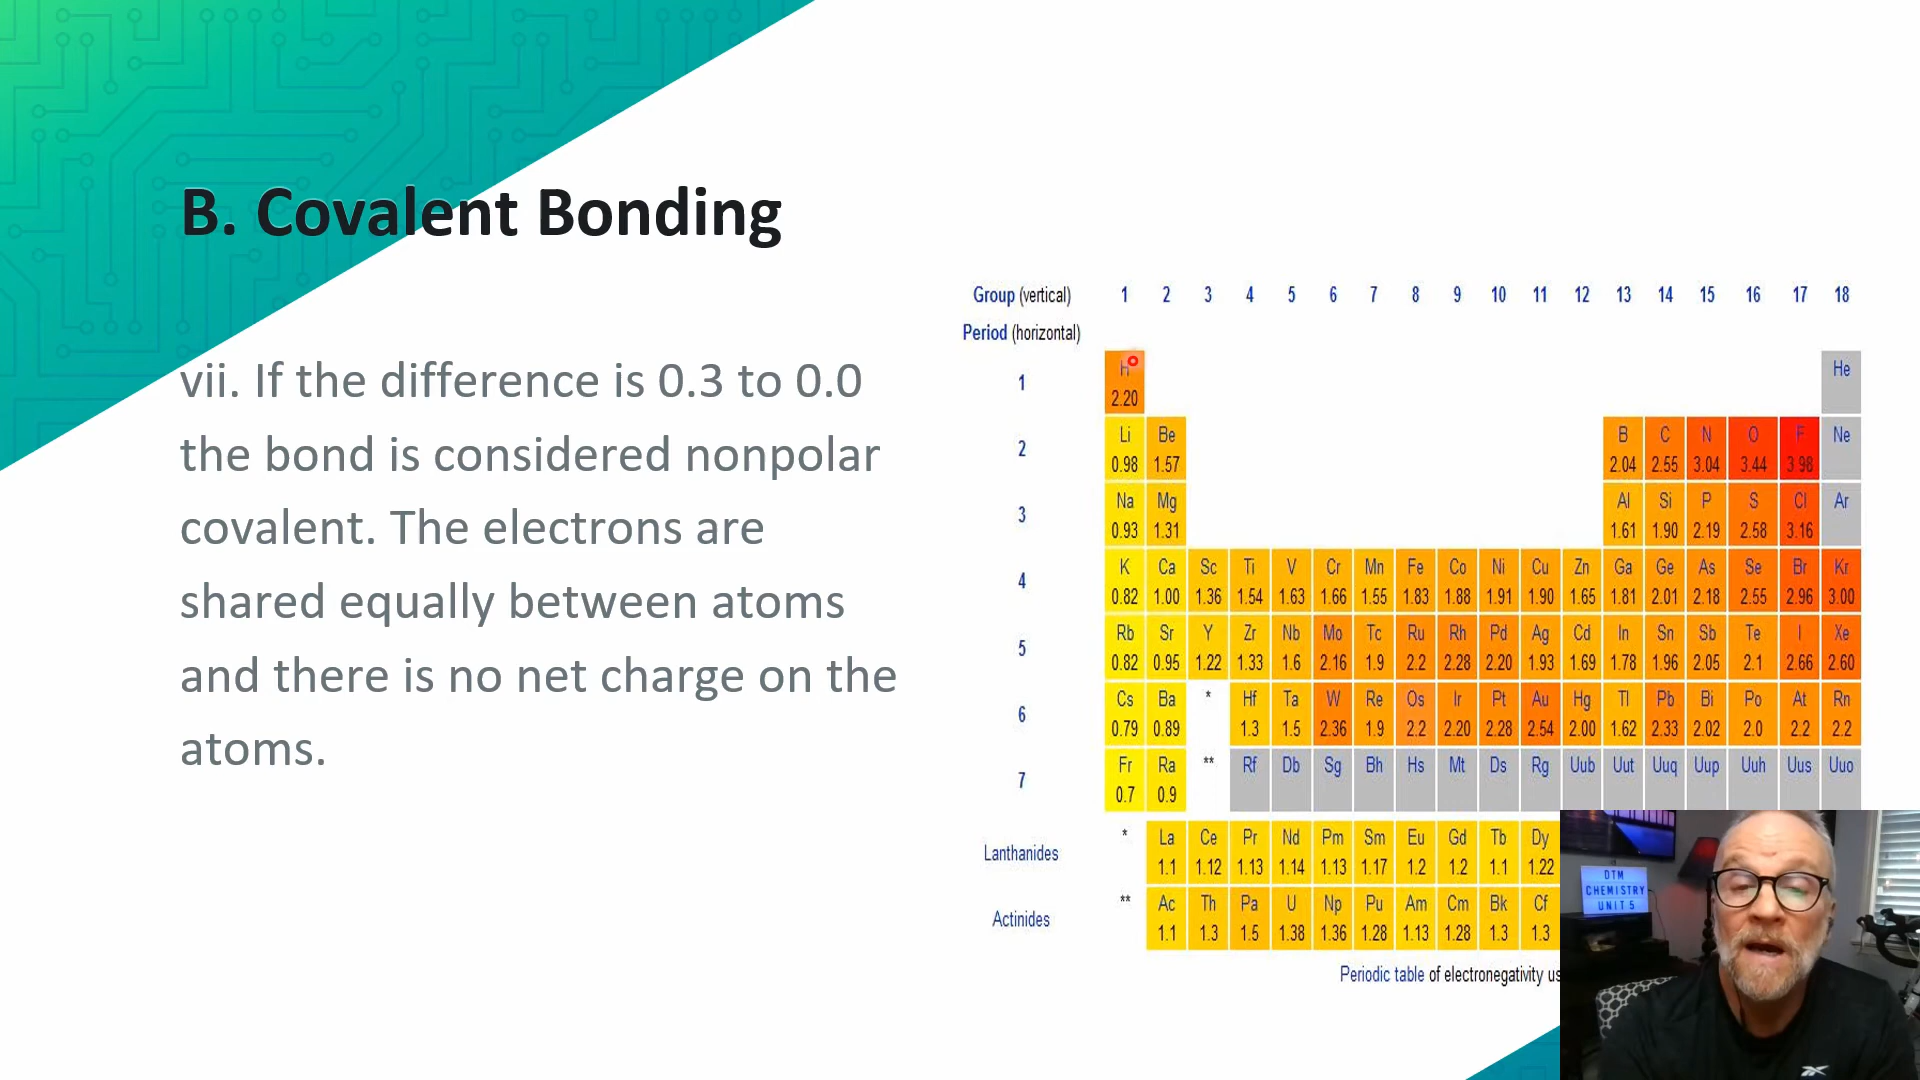 B. Covalent Bonding
vii. If the difference is 0.3 to 0.0
the bond is considered nonpolar
covalent. The electrons are
shared equally between atoms
and there is no net charge on the
atoms.
Group (vertical) 1 2 3 4 5 6 7 8 9 10 11 12 13 14 15 16 17 18
Period (horizontal)
1 H He
2.20
2 Li Be B C N O F Ne
0.98 1.57 2.04 2.55 3.04 3.44 3.98
3 Na Mg Al Si P S Cl Ar
0.93 1.31 1.61 1.90 2.19 2.58 3.16
4 K Ca Sc Ti V Cr Mn Fe Co Ni Cu Zn Ga Ge As Se Br Kr
0.82 1.00 1.36 1.54 1.63 1.66 1.55 1.83 1.88 1.91 1.90 1.65 1.81 2.01 2.18 2.55 2.96 3.00
5 Rb Sr Y Zr Nb Mo Tc Ru Rh Pd Ag Cd In Sn Sb Te I Xe
0.82 0.95 1.22 1.33 1.6 2.16 1.9 2.2 2.28 2.20 1.93 1.69 1.78 1.96 2.05 2.1 2.66 2.60
6 Cs Ba * Hf Ta W Re Os Ir Pt Au Hg Tl Pb Bi Po At Rn
0.79 0.89 1.3 1.5 2.36 1.9 2.2 2.20 2.28 2.54 2.00 1.62 2.33 2.02 2.0 2.2 2.2
7 Fr Ra ** Rf Db Sg Bh Hs Mt Ds Rg Uub Uut Uuq Uup Uuh Uus Uuo
0.7 0.9
Lanthanides * La Ce Pr Nd Pm Sm Eu Gd Tb Dy
1.1 1.12 1.13 1.14 1.13 1.17 1.2 1.2 1.1 1.22
Actinides ** Ac Th Pa U Np Pu Am Cm Bk Cf
1.1 1.3 1.5 1.38 1.36 1.28 1.13 1.28 1.3 1.3
Periodic table of electronegativity us
DTM
CHEMISTRY
UNIT 5